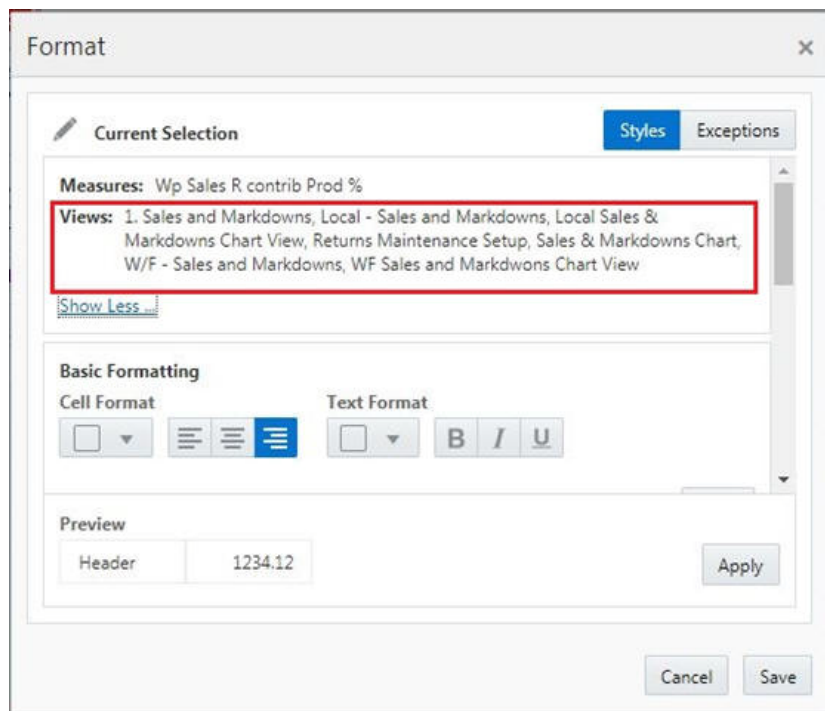 Format
Current Selection
Styles
Exceptions
Measures: Wp Sales R contrib Prod %
Views: 1. Sales and Markdowns, Local - Sales and Markdowns, Local Sales &
Markdowns Chart View, Returns Maintenance Setup, Sales & Markdowns Chart,
W/F - Sales and Markdowns, WF Sales and Markdwons Chart View
Show Less ...
Basic Formatting
Cell Format
Text Format
B I U
Preview
Header 1234.12
Apply
Cancel
Save